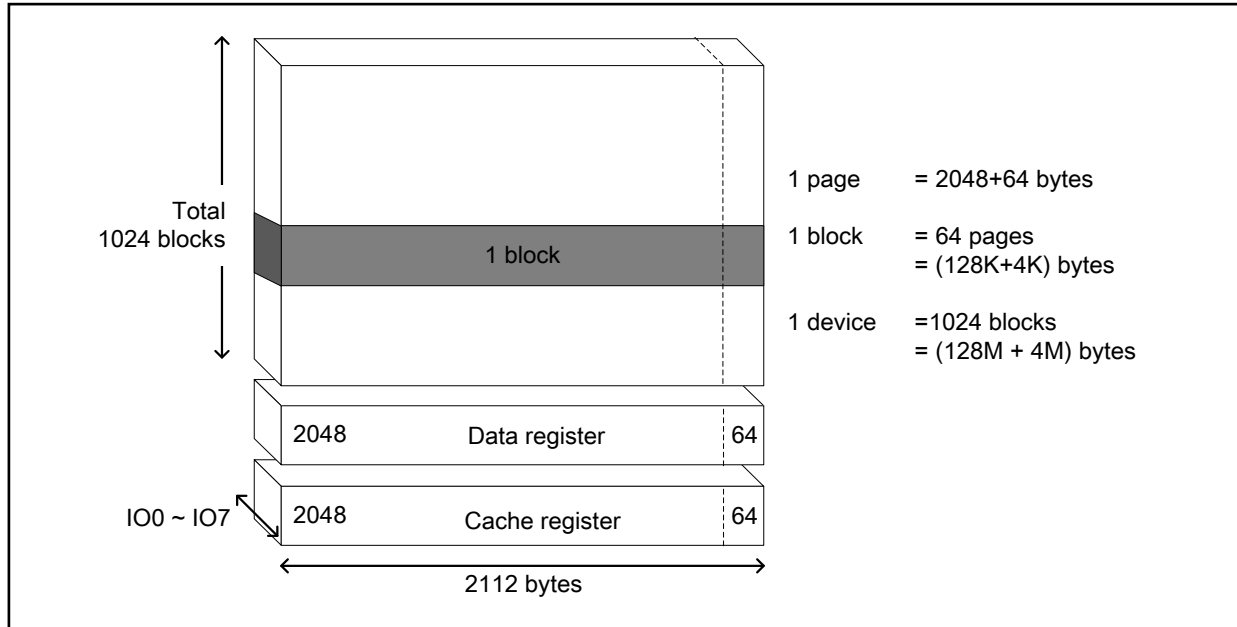 Total
1024 blocks
1 block
1 page = 2048+64 bytes
1 block = 64 pages
= (128K+4K) bytes
1 device =1024 blocks
= (128M + 4M) bytes
2048 Data register 64
IO0 ~ IO7
2048 Cache register 64
2112 bytes